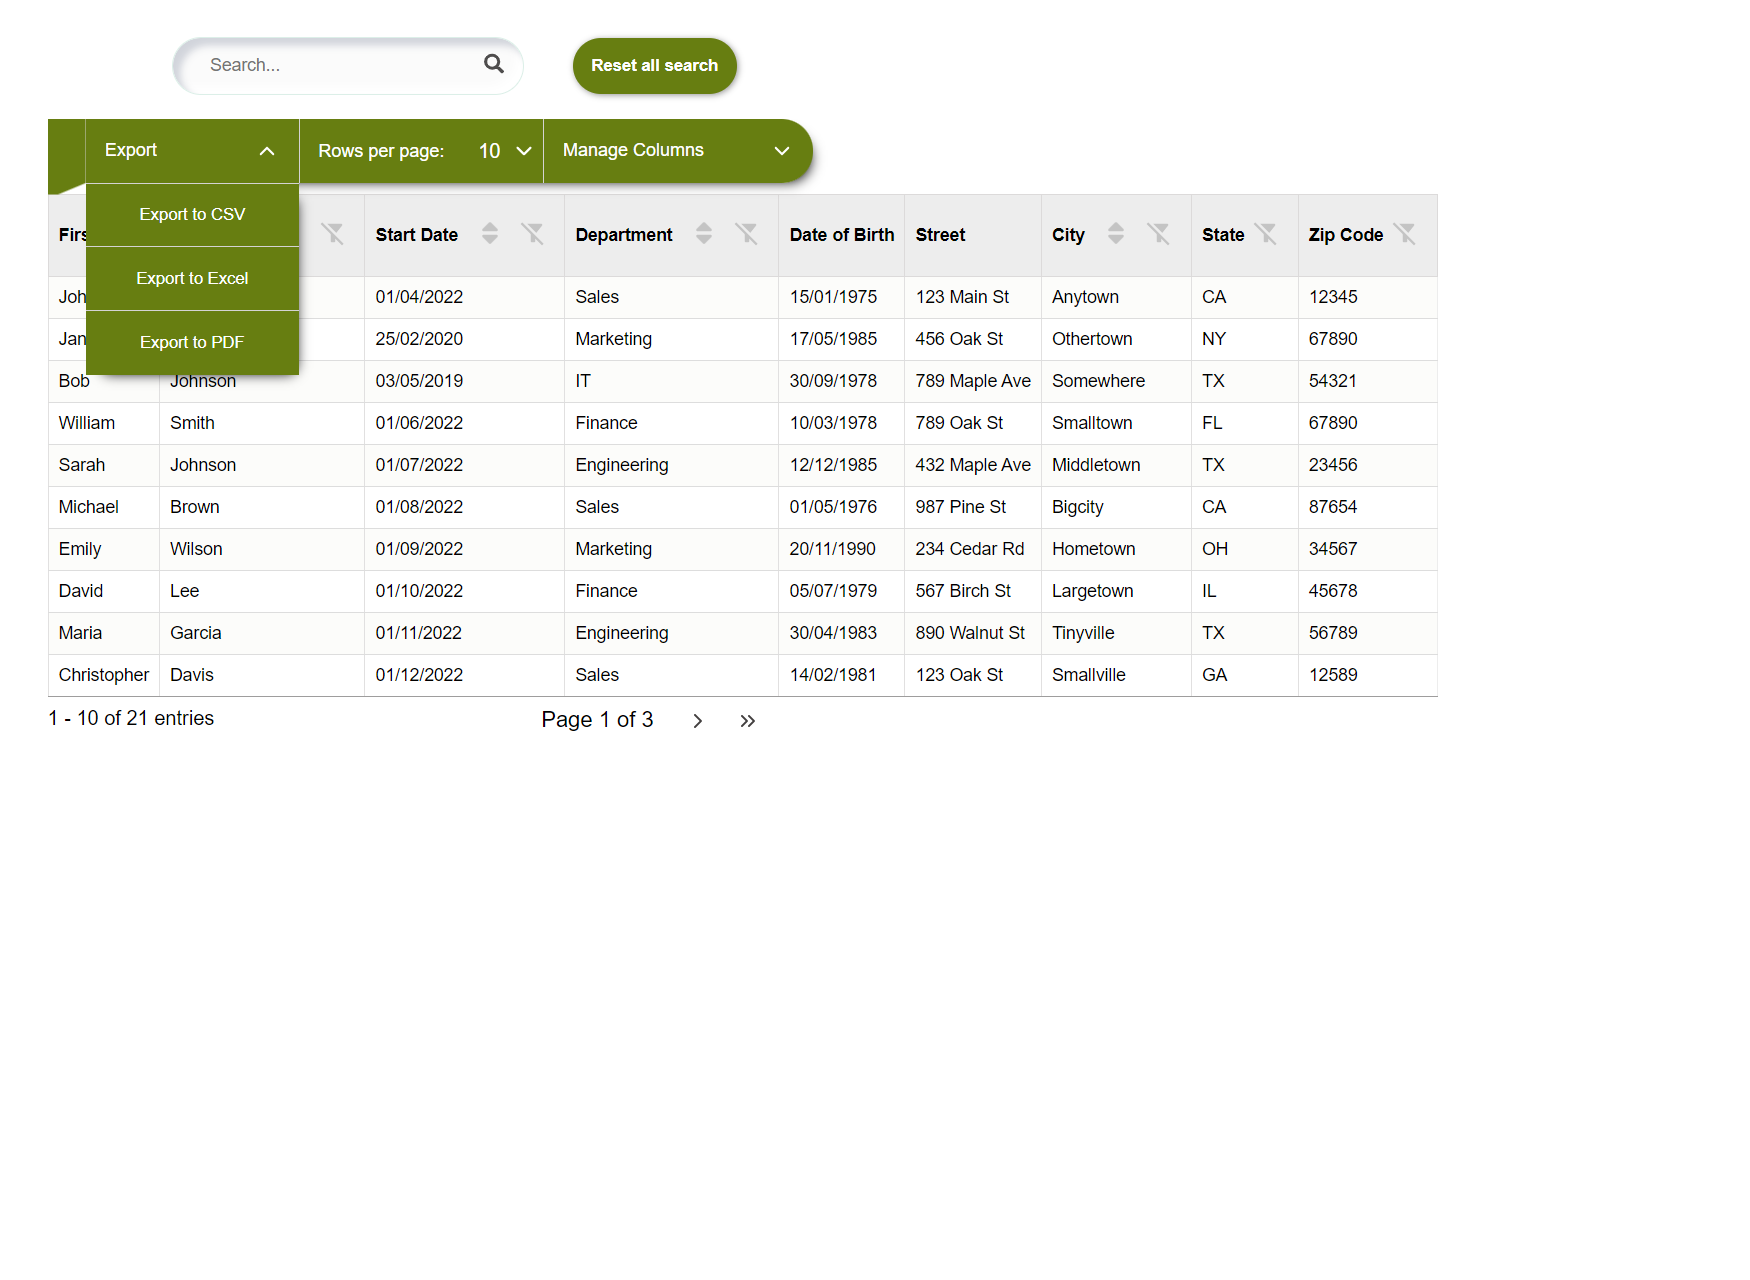 Search...
Reset all search
Export
Rows per page: 10
Manage Columns
Export to CSV
Export to Excel
Export to PDF
Start Date Department Date of Birth Street City State Zip Code
01/04/2022 Sales 15/01/1975 123 Main St Anytown CA 12345
25/02/2020 Marketing 17/05/1985 456 Oak St Othertown NY 67890
Bob Johnson 03/05/2019 IT 30/09/1978 789 Maple Ave Somewhere TX 54321
William Smith 01/06/2022 Finance 10/03/1978 789 Oak St Smalltown FL 67890
Sarah Johnson 01/07/2022 Engineering 12/12/1985 432 Maple Ave Middletown TX 23456
Michael Brown 01/08/2022 Sales 01/05/1976 987 Pine St Bigcity CA 87654
Emily Wilson 01/09/2022 Marketing 20/11/1990 234 Cedar Rd Hometown OH 34567
David Lee 01/10/2022 Finance 05/07/1979 567 Birch St Largetown IL 45678
Maria Garcia 01/11/2022 Engineering 30/04/1983 890 Walnut St Tinyville TX 56789
Christopher Davis 01/12/2022 Sales 14/02/1981 123 Oak St Smallville GA 12589
1 - 10 of 21 entries
Page 1 of 3